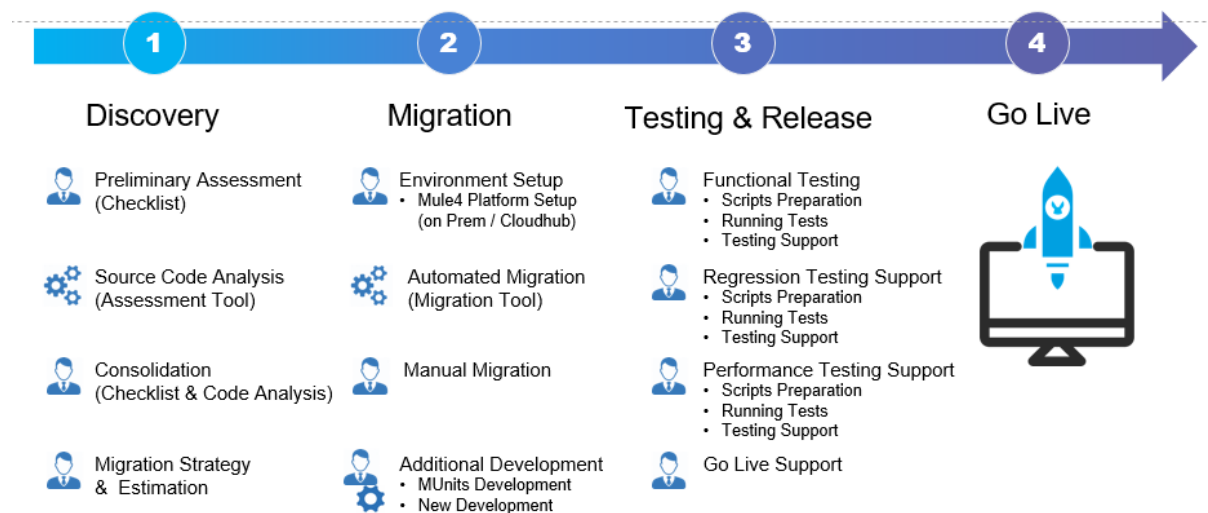 1
2
3
4
Discovery
Migration
Testing & Release
Go Live
Preliminary Assessment
(Checklist)
Source Code Analysis
(Assessment Tool)
Consolidation
(Checklist & Code Analysis)
Migration Strategy
& Estimation
Environment Setup
• Mule4 Platform Setup
(on Prem / Cloudhub)
Automated Migration
(Migration Tool)
Manual Migration
Additional Development
• MUnits Development
• New Development
Functional Testing
• Scripts Preparation
• Running Tests
• Testing Support
Regression Testing Support
• Scripts Preparation
• Running Tests
• Testing Support
Performance Testing Support
• Scripts Preparation
• Running Tests
• Testing Support
Go Live Support